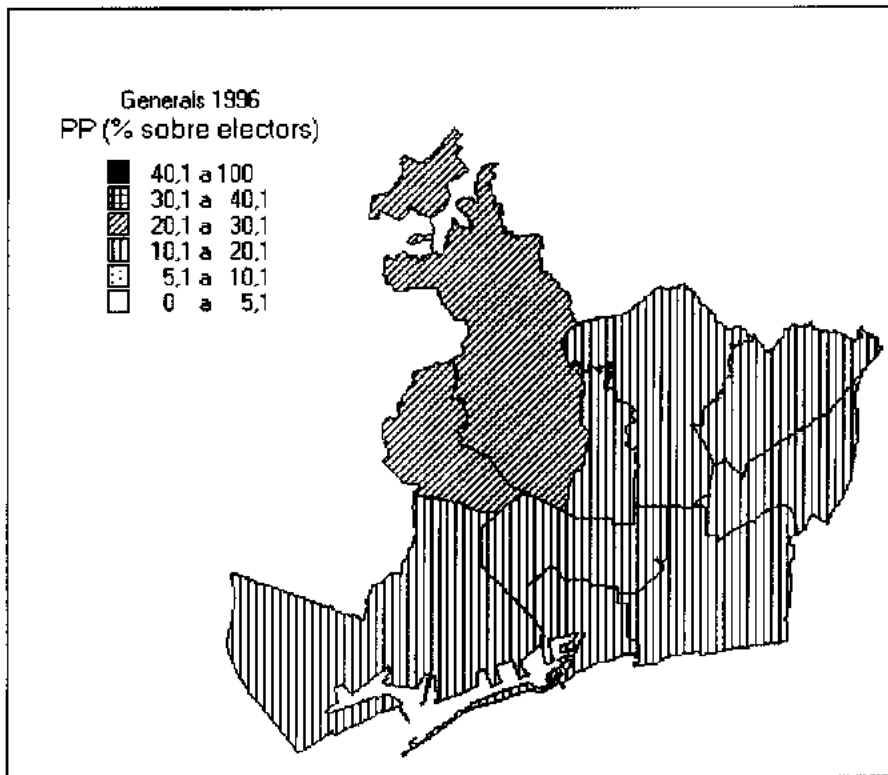 Generals 1996
PP (% sobre electors)
40,1 a 100
30,1 a 40,1
20,1 a 30,1
10,1 a 20,1
5,1 a 10,1
0 a 5,1